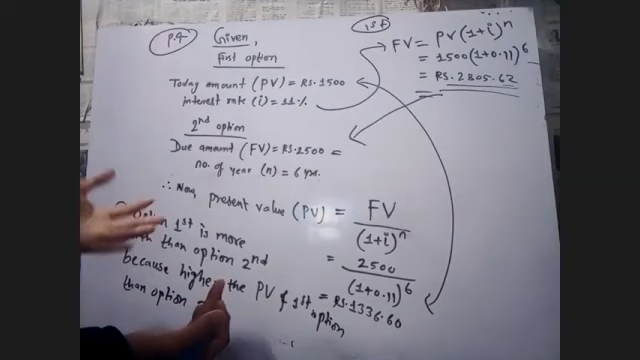 P.4
Given,
First option
Today amount (PV) = Rs. 1500
interest rate (i) = 11%
2nd option
Due amount (FV) = Rs. 2500 =
no. of year (n) = 6 yrs.
∴ Now, present value (PV) = FV / (1+i)^n
= 2500 / (1+0.11)^6
= Rs. 1336.60
1st
FV = PV(1+i)^n
= 1500(1+0.11)^6
= Rs. 2805.62
1st is more
than option 2nd
because higher the PV of 1st option
than option